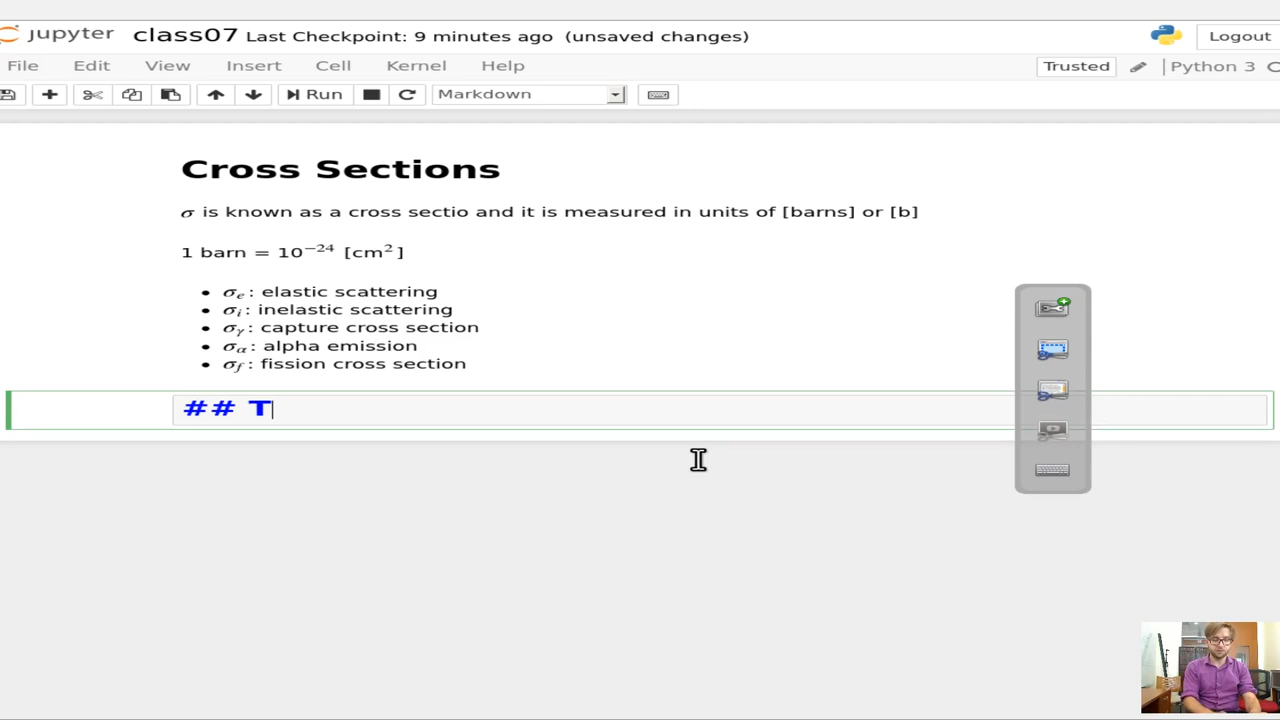 jupyter class07 Last Checkpoint: 9 minutes ago (unsaved changes) Logout
File Edit View Insert Cell Kernel Help Trusted Python 3
Run Markdown
Cross Sections
σ is known as a cross sectio and it is measured in units of [barns] or [b]
1 barn = 10⁻²⁴ [cm²]
• σₑ: elastic scattering
• σᵢ: inelastic scattering
• σᵧ: capture cross section
• σ_α: alpha emission
• σ_f: fission cross section
## T